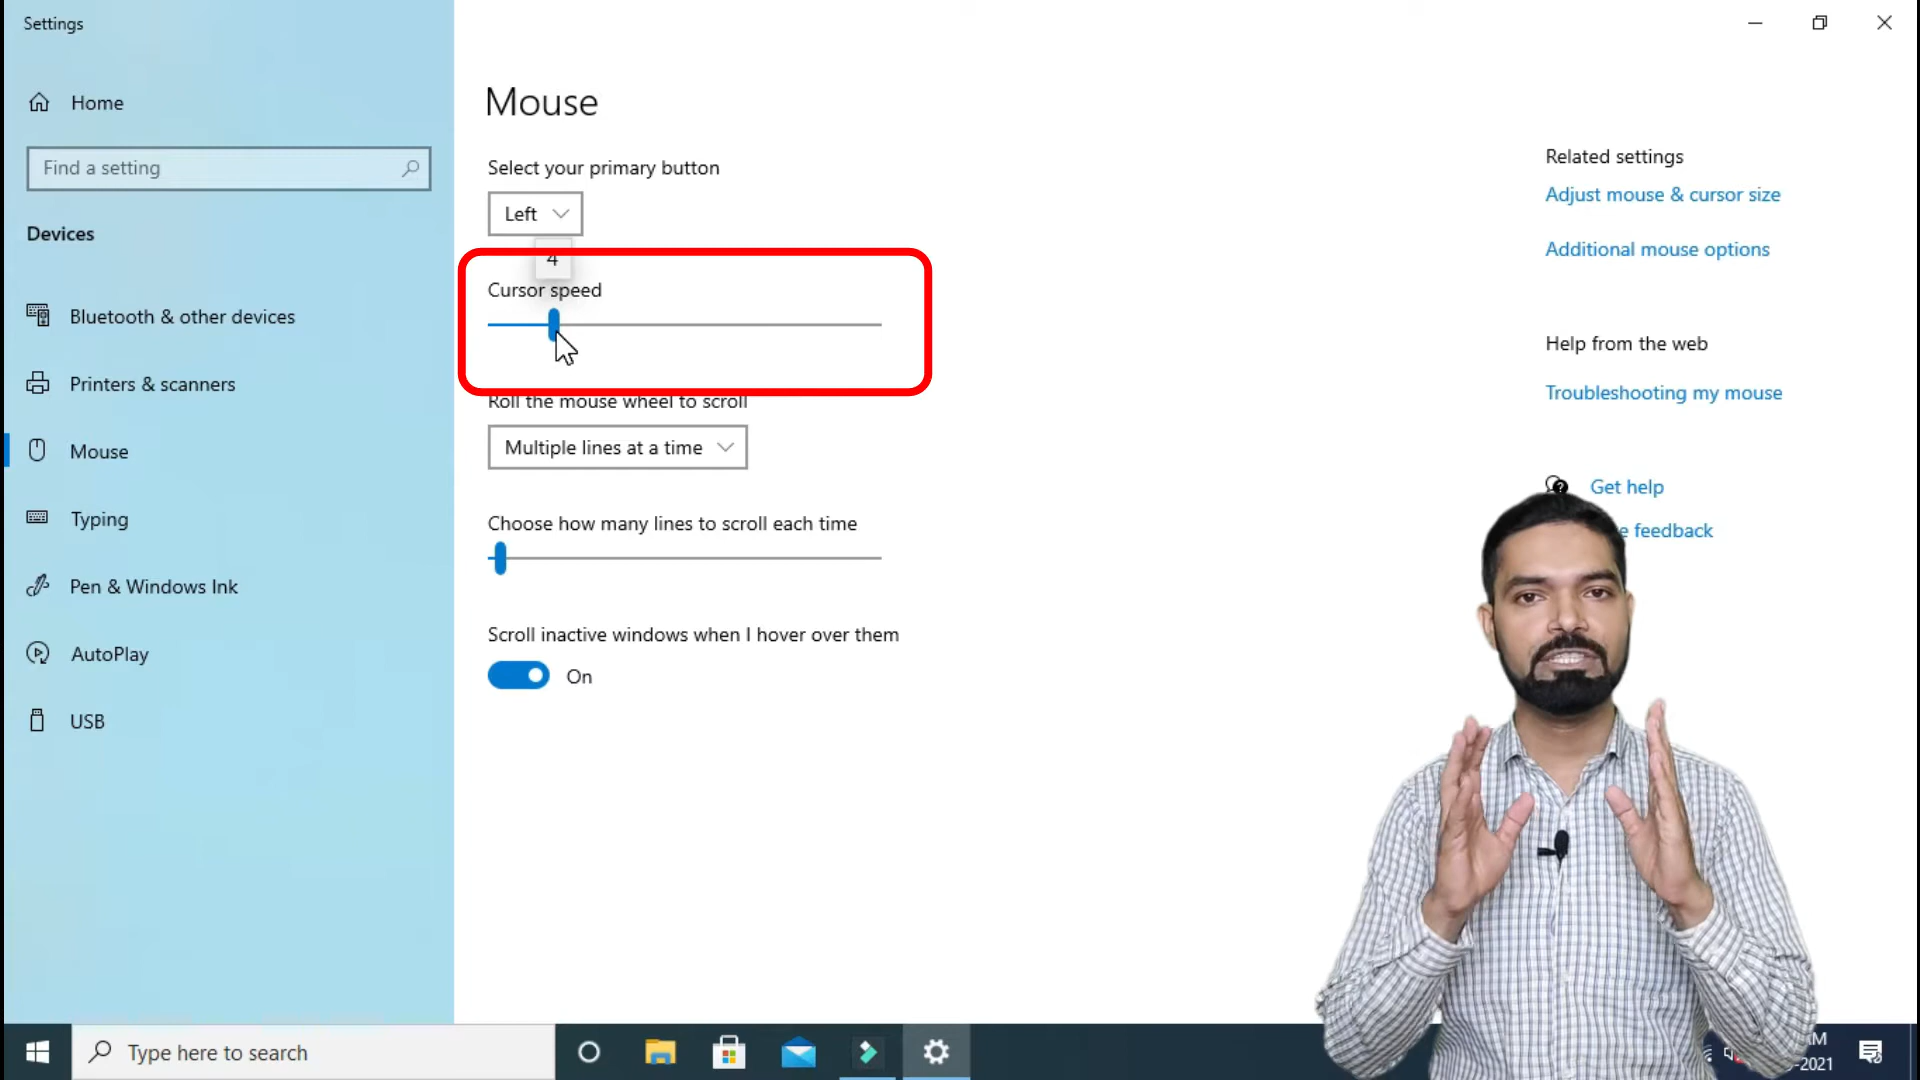 Settings
Home
Find a setting
Devices
Bluetooth & other devices
Printers & scanners
Mouse
Typing
Pen & Windows Ink
AutoPlay
USB
Mouse
Select your primary button
Left
4
Cursor speed
Roll the mouse wheel to scroll
Multiple lines at a time
Choose how many lines to scroll each time
Scroll inactive windows when I hover over them
On
Related settings
Adjust mouse & cursor size
Additional mouse options
Help from the web
Troubleshooting my mouse
Get help
feedback
Type here to search
-2021